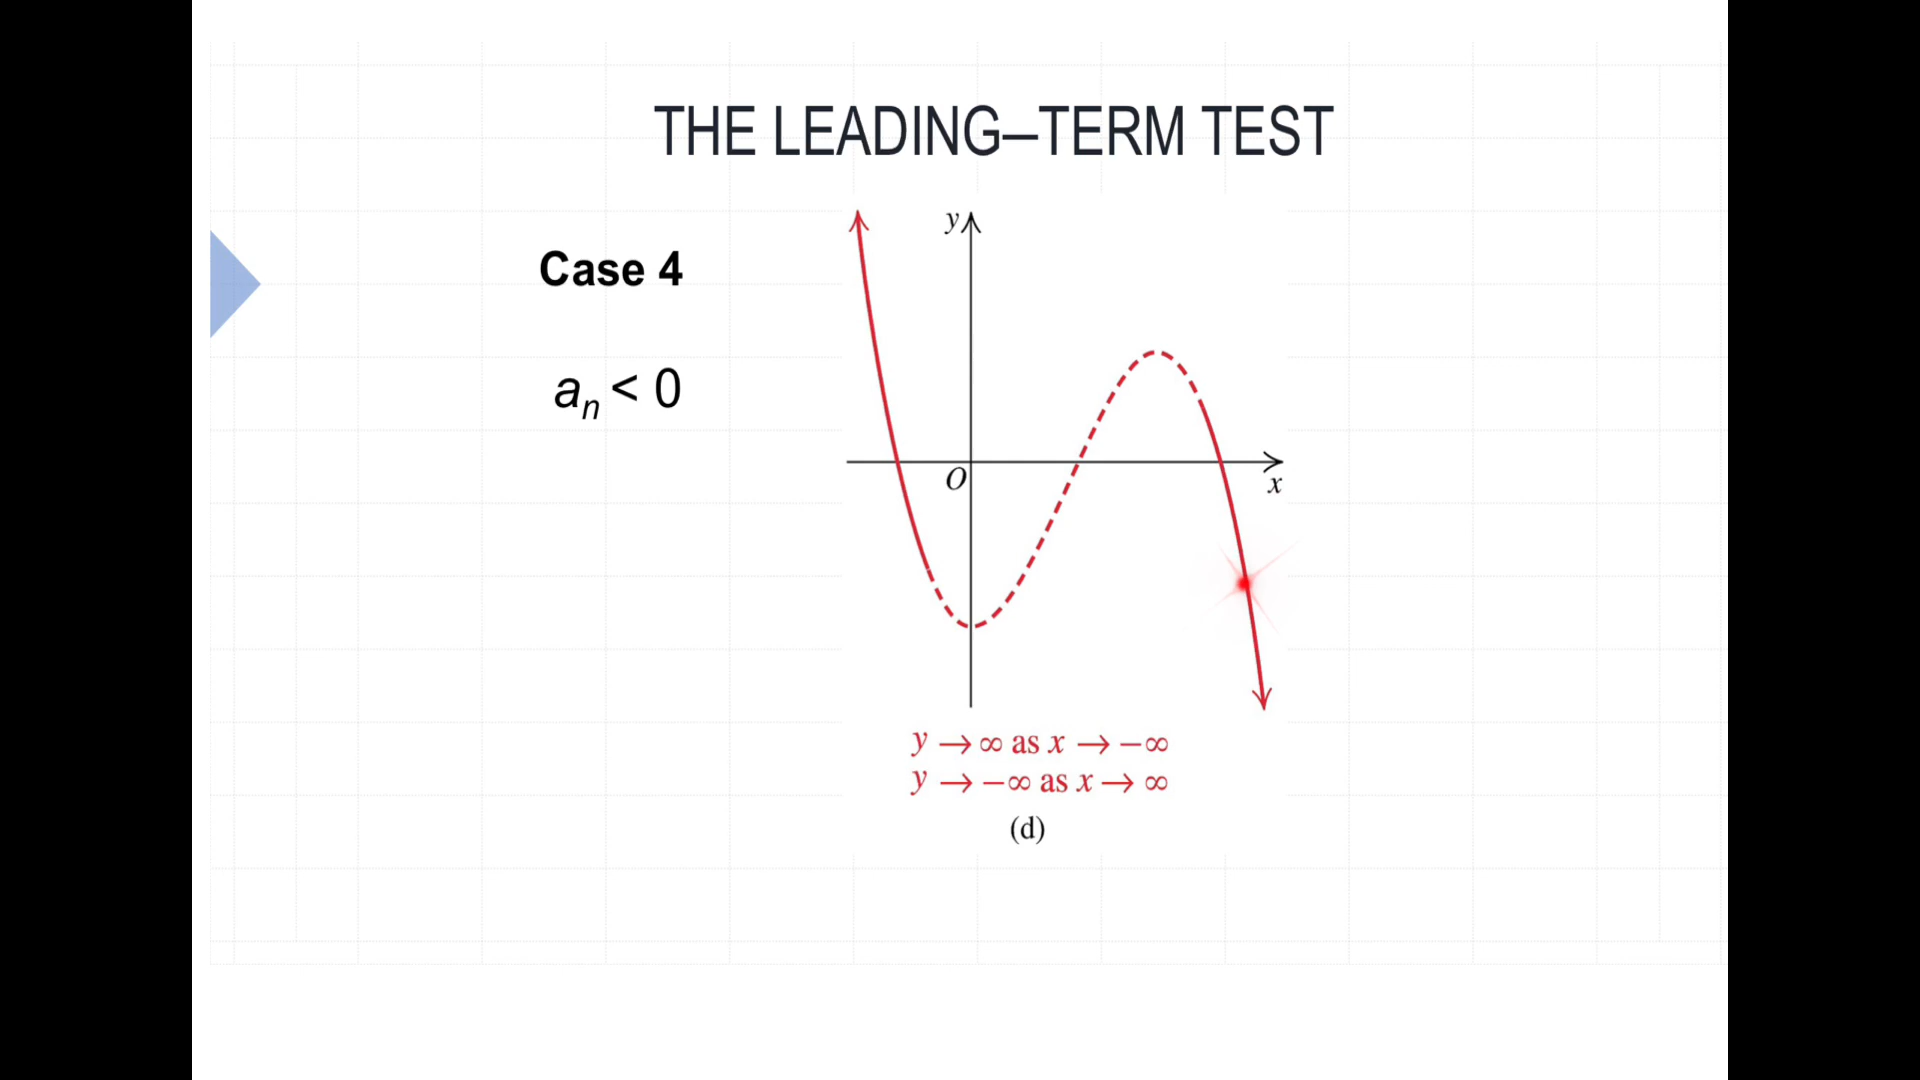 THE LEADING–TERM TEST
Case 4
aₙ < 0
y
O
x
y → ∞ as x → −∞
y → −∞ as x → ∞
(d)